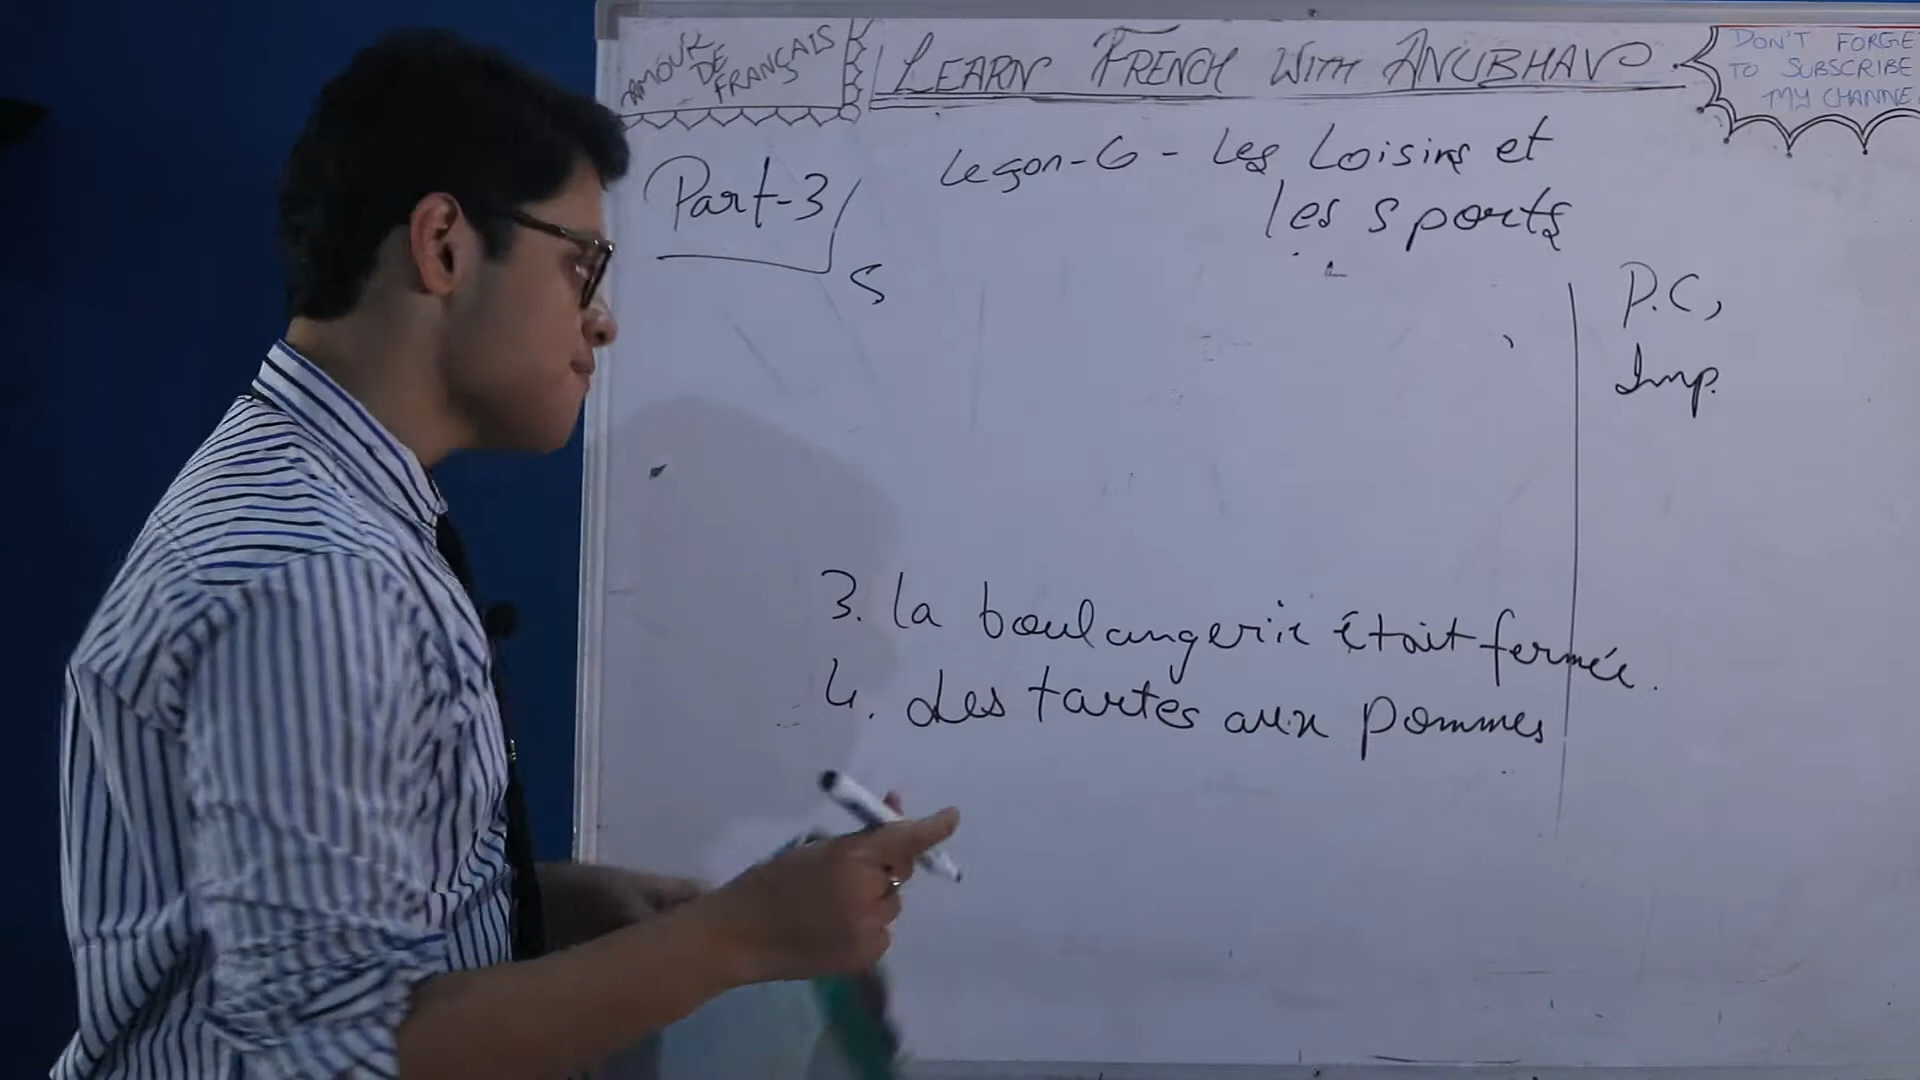 AMOUR
DE
FRANÇAIS
LEARN FRENCH WITH ANUBHAV
DON'T FORGE
TO SUBSCRIBE
MY CHANNE
Part-3
Leçon-6 - Les Loisirs et
les sports
S
P.C,
Imp.
3. la boulangerie était fermée.
4. des tartes aux pommes